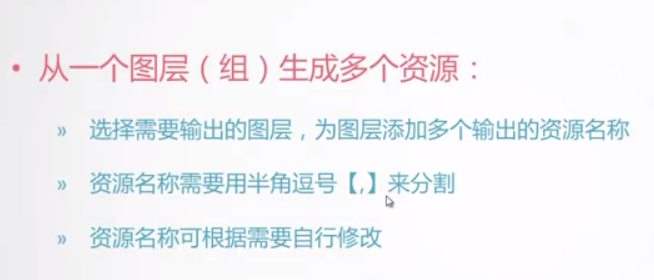 • 从一个图层（组）生成多个资源：
» 选择需要输出的图层，为图层添加多个输出的资源名称
» 资源名称需要用半角逗号【,】来分割
» 资源名称可根据需要自行修改